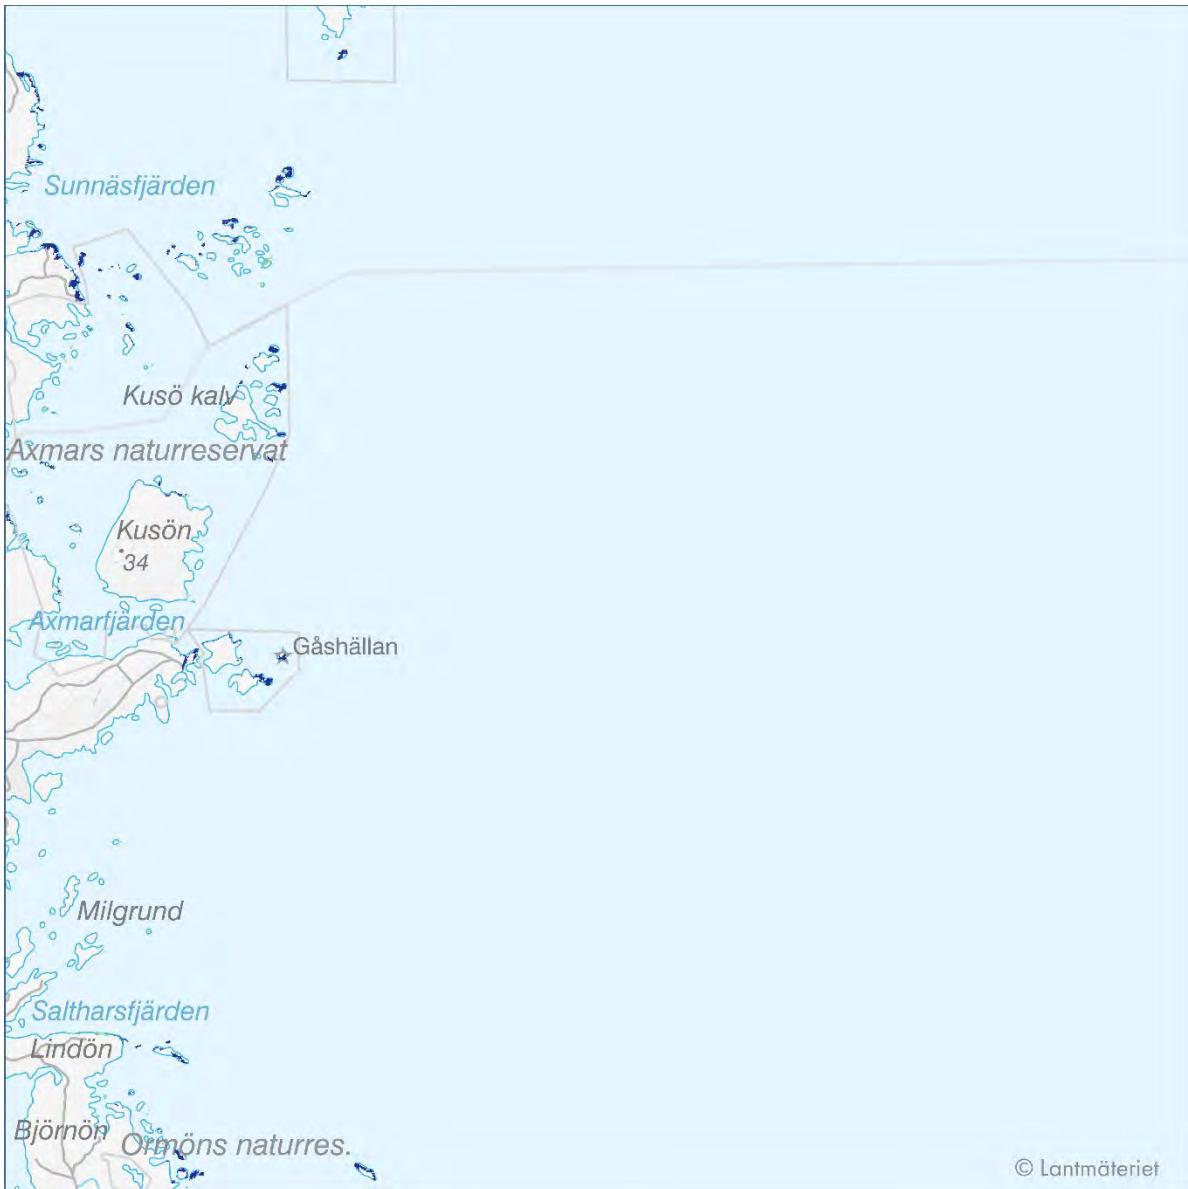 Sunnäsfjärden
Kusö kalv
Axmars naturreservat
Kusön
34
Axmarfjärden
Gåshällan
Milgrund
Saltharsfjärden
Lindön
Björnön
Ormöns naturres.
© Lantmäteriet